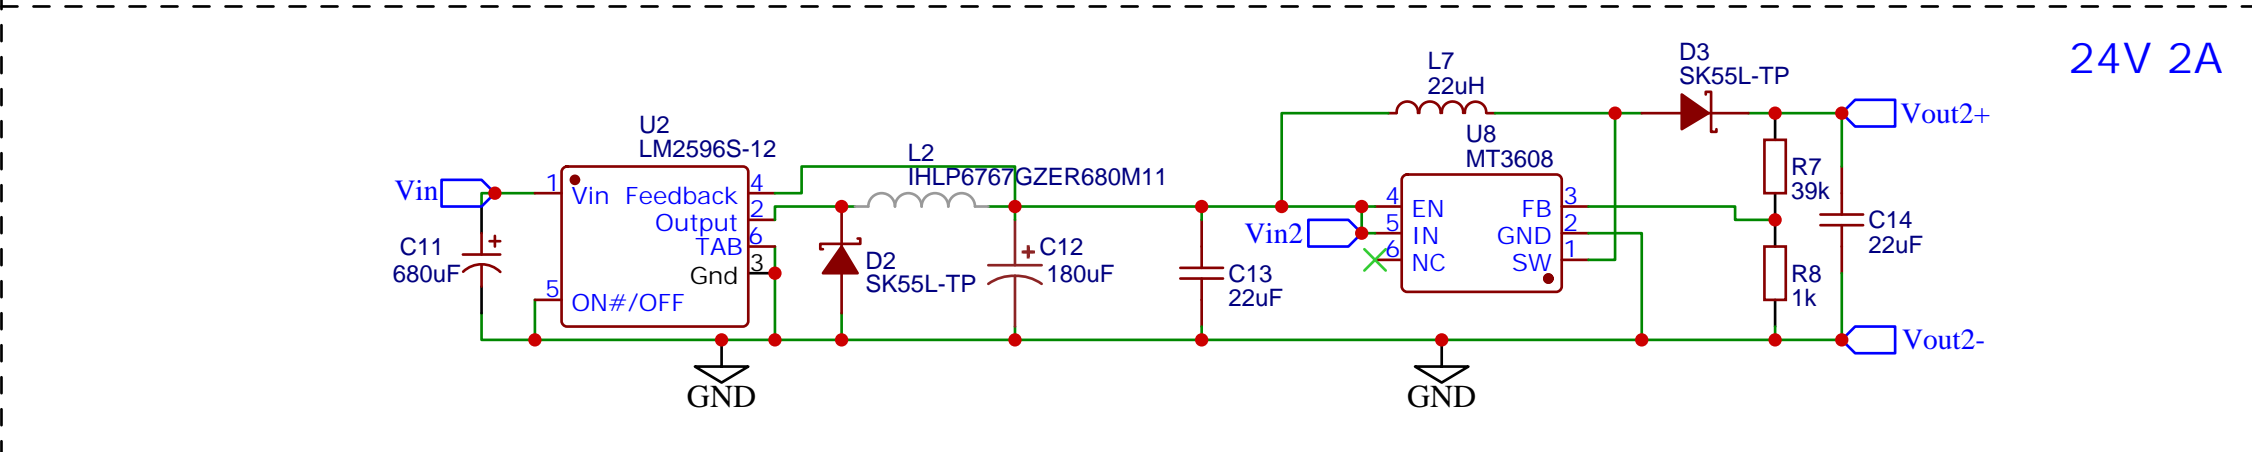 24V 2A
D3
SK55L-TP
L7
22uH
Vout2+
U2
LM2596S-12
U8
MT3608
L2
IHLP6767GZER680M11
Vin
1
Vin
Feedback
4
Output
2
TAB
6
Gnd
3
5
ON#/OFF
C11
+
680uF
D2
SK55L-TP
+
C12
180uF
C13
22uF
Vin2
4
EN
5
IN
6
NC
FB
3
GND
2
SW
1
R7
39k
C14
22uF
R8
1k
Vout2-
GND
GND